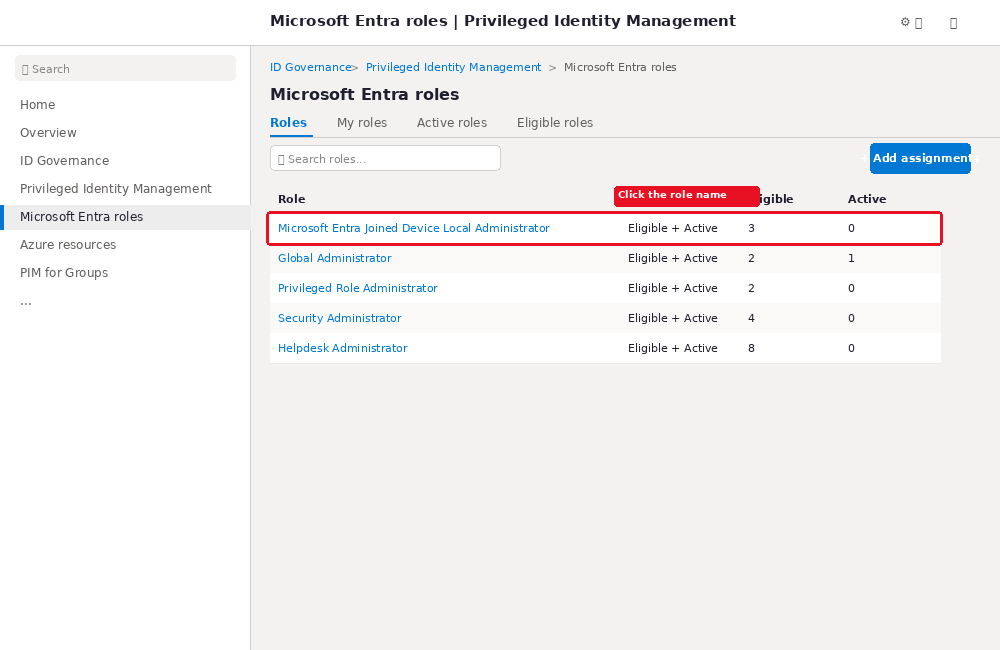 Microsoft Entra roles | Privileged Identity Management
Search
Home
Overview
ID Governance
Privileged Identity Management
Microsoft Entra roles
Azure resources
PIM for Groups
...
ID Governance > Privileged Identity Management > Microsoft Entra roles
Microsoft Entra roles
Roles My roles Active roles Eligible roles
Search roles...
+ Add assignments
Click the role name
Role igible Active
Microsoft Entra Joined Device Local Administrator Eligible + Active 3 0
Global Administrator Eligible + Active 2 1
Privileged Role Administrator Eligible + Active 2 0
Security Administrator Eligible + Active 4 0
Helpdesk Administrator Eligible + Active 8 0